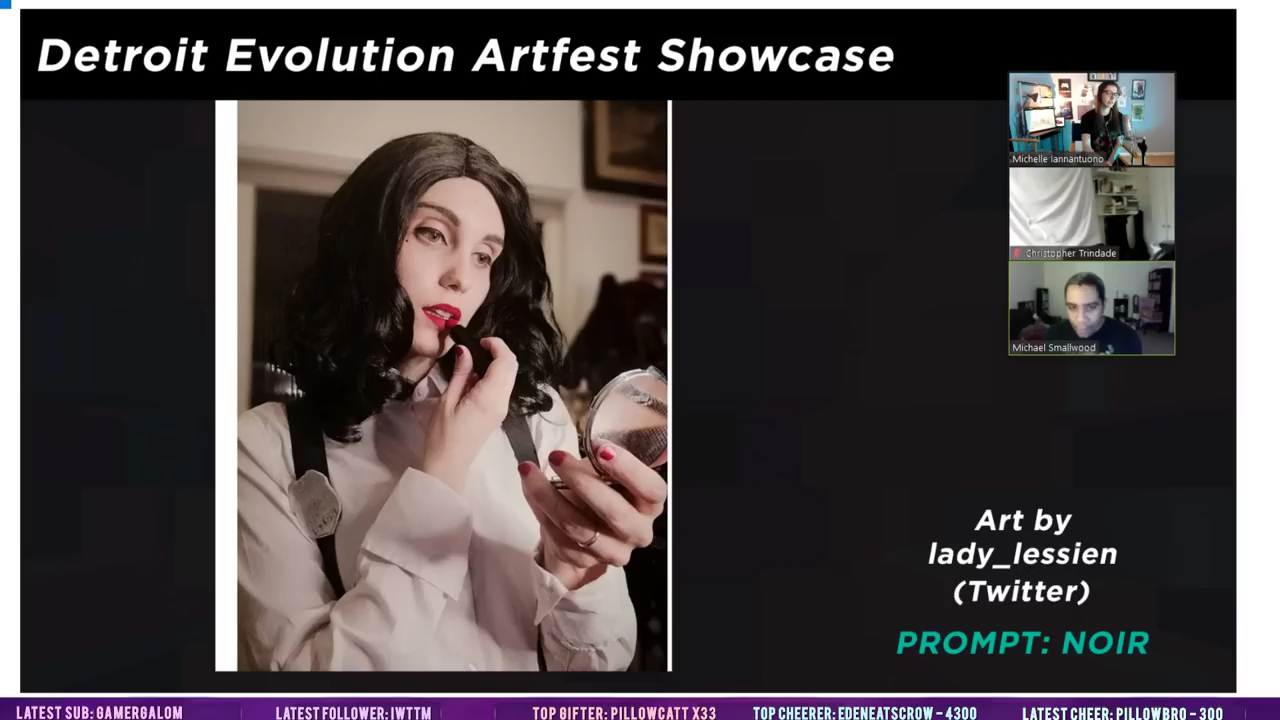 Detroit Evolution Artfest Showcase
Michelle Iannantuono
Christopher Trindade
Michael Smallwood
Art by
lady_lessien
(Twitter)
PROMPT: NOIR
LATEST SUB: GAMERGALOM
LATEST FOLLOWER: IWTTM
TOP GIFTER: PILLOWCATT X33
TOP CHEERER: EDENEATSCROW - 4300
LATEST CHEER: PILLOWBRO - 300